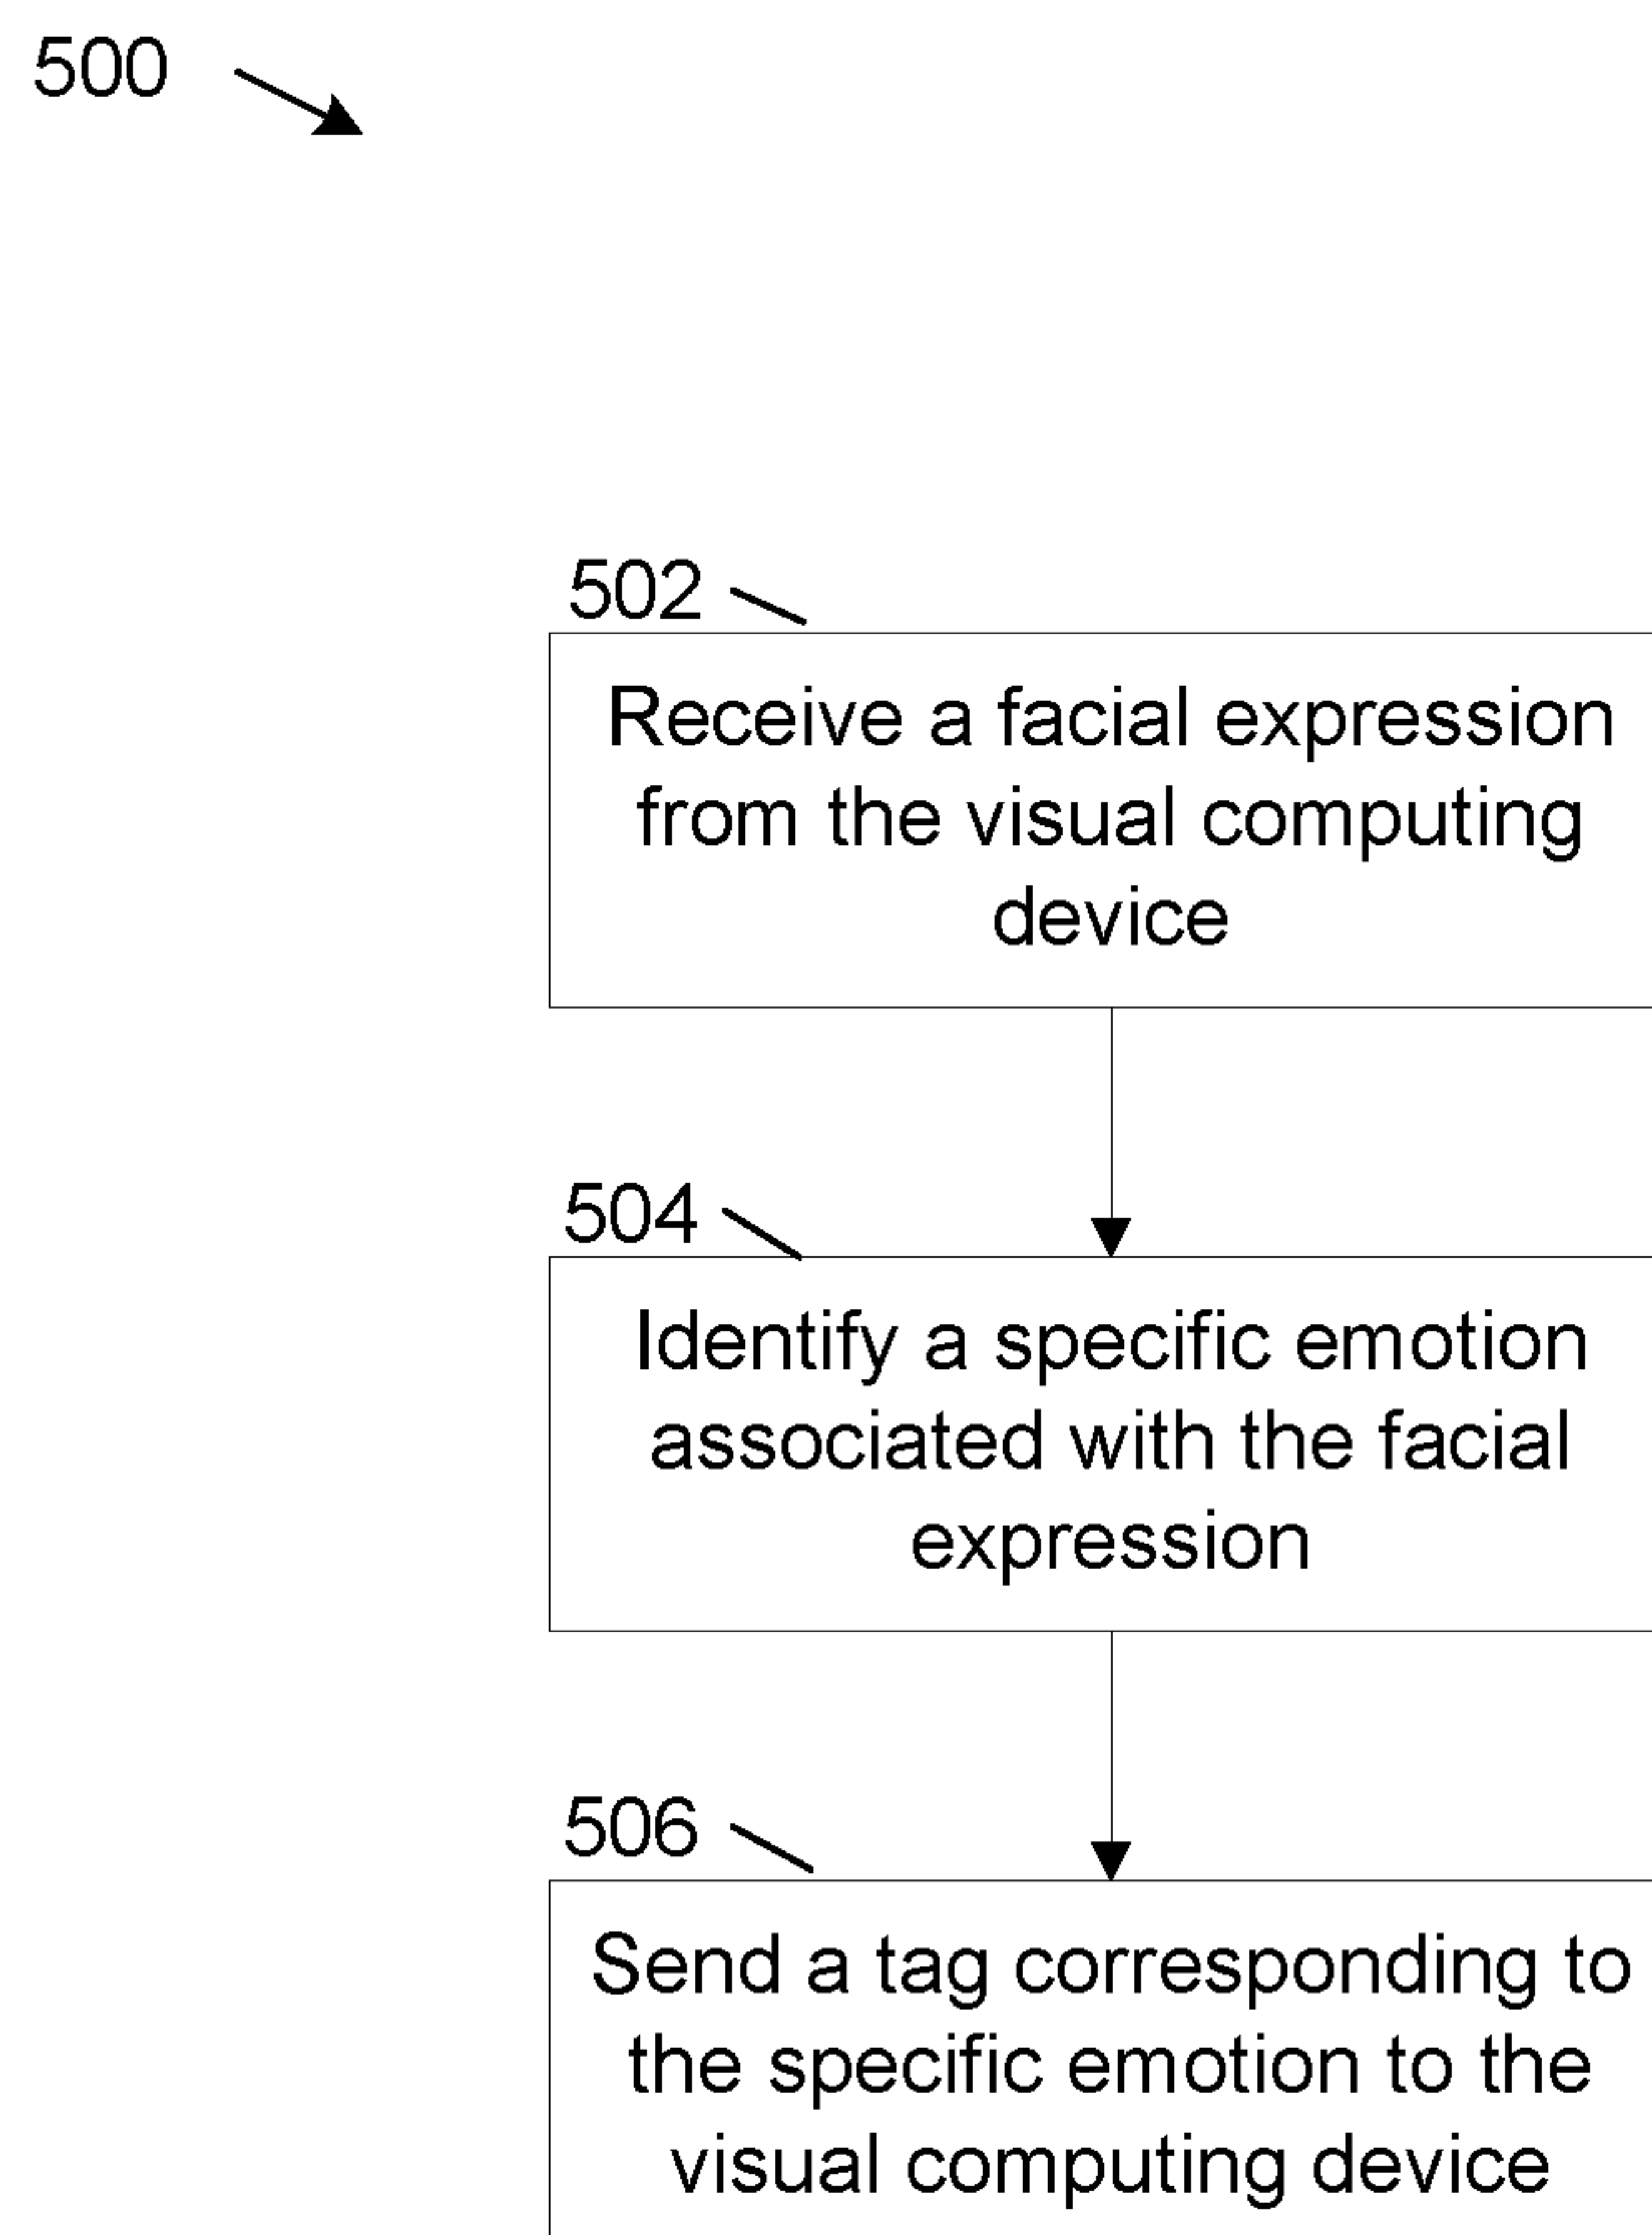 500
502
Receive a facial expression
from the visual computing
device
504
Identify a specific emotion
associated with the facial
expression
506
Send a tag corresponding to
the specific emotion to the
visual computing device